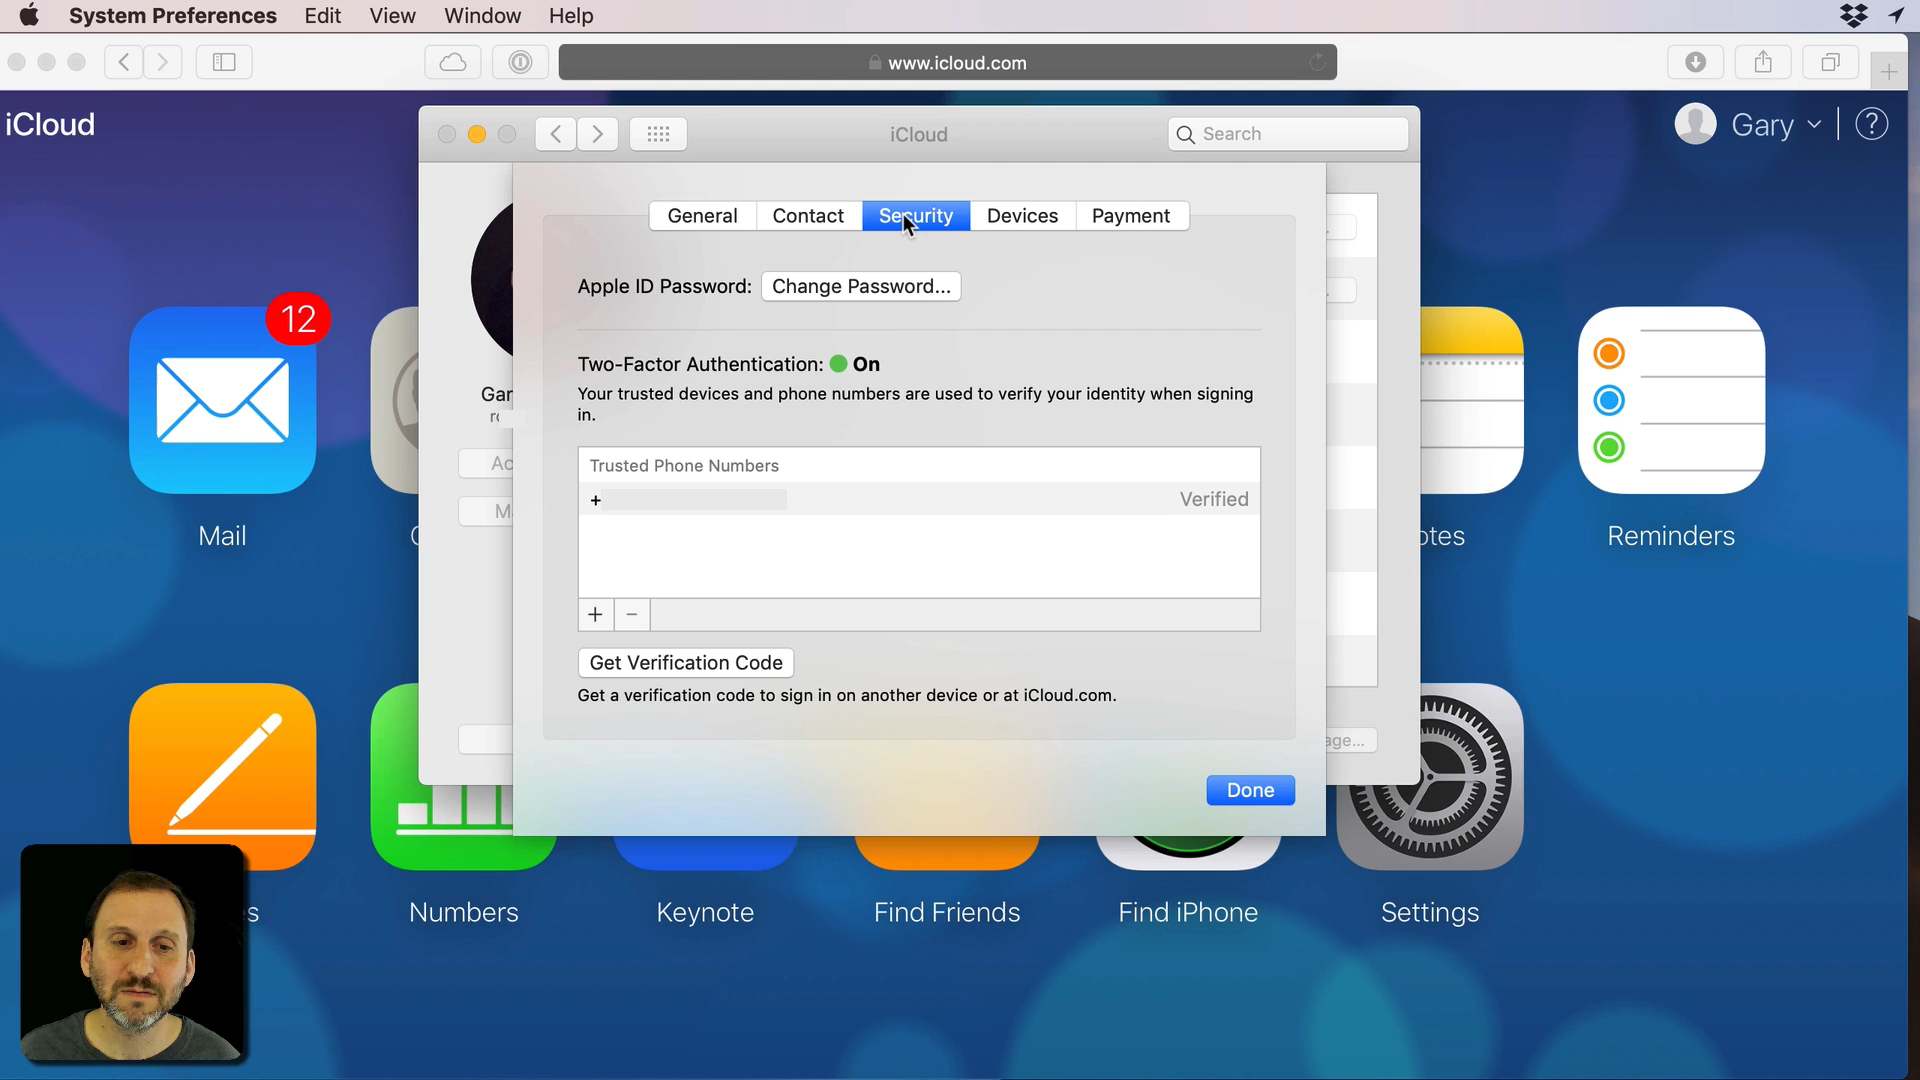 System Preferences Edit View Window Help
www.icloud.com
iCloud
Gary
iCloud
Search
General Contact Security Devices Payment
Apple ID Password: Change Password...
Two-Factor Authentication: On
Your trusted devices and phone numbers are used to verify your identity when signing
in.
Trusted Phone Numbers
+
Verified
+ −
Get Verification Code
Get a verification code to sign in on another device or at iCloud.com.
Done
12
Mail
Reminders
Numbers
Keynote
Find Friends
Find iPhone
Settings